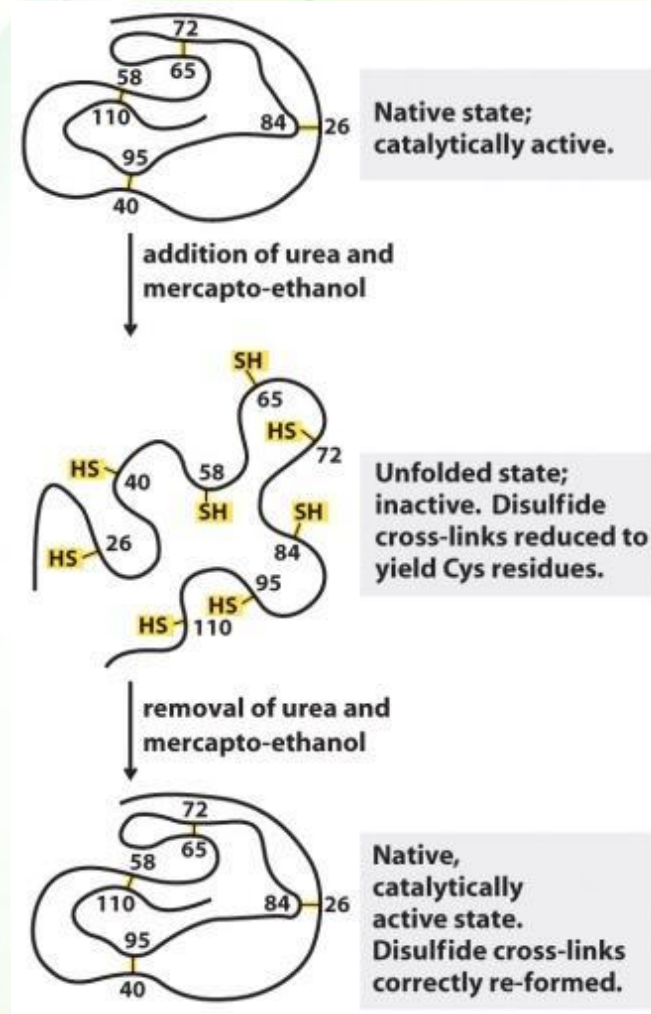 72
65
58
110
84
26
95
40
Native state;
catalytically active.
addition of urea and
mercapto-ethanol
SH
65
HS
72
HS
40
58
SH
SH
84
26
HS
95
HS
HS
110
Unfolded state;
inactive. Disulfide
cross-links reduced to
yield Cys residues.
removal of urea and
mercapto-ethanol
72
65
58
110
84
26
95
40
Native,
catalytically
active state.
Disulfide cross-links
correctly re-formed.